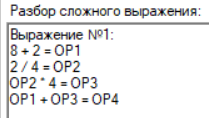 Разбор сложного выражения:
Выражение №1:
8 + 2 = OP1
2 / 4 = OP2
OP2 * 4 = OP3
OP1 + OP3 = OP4